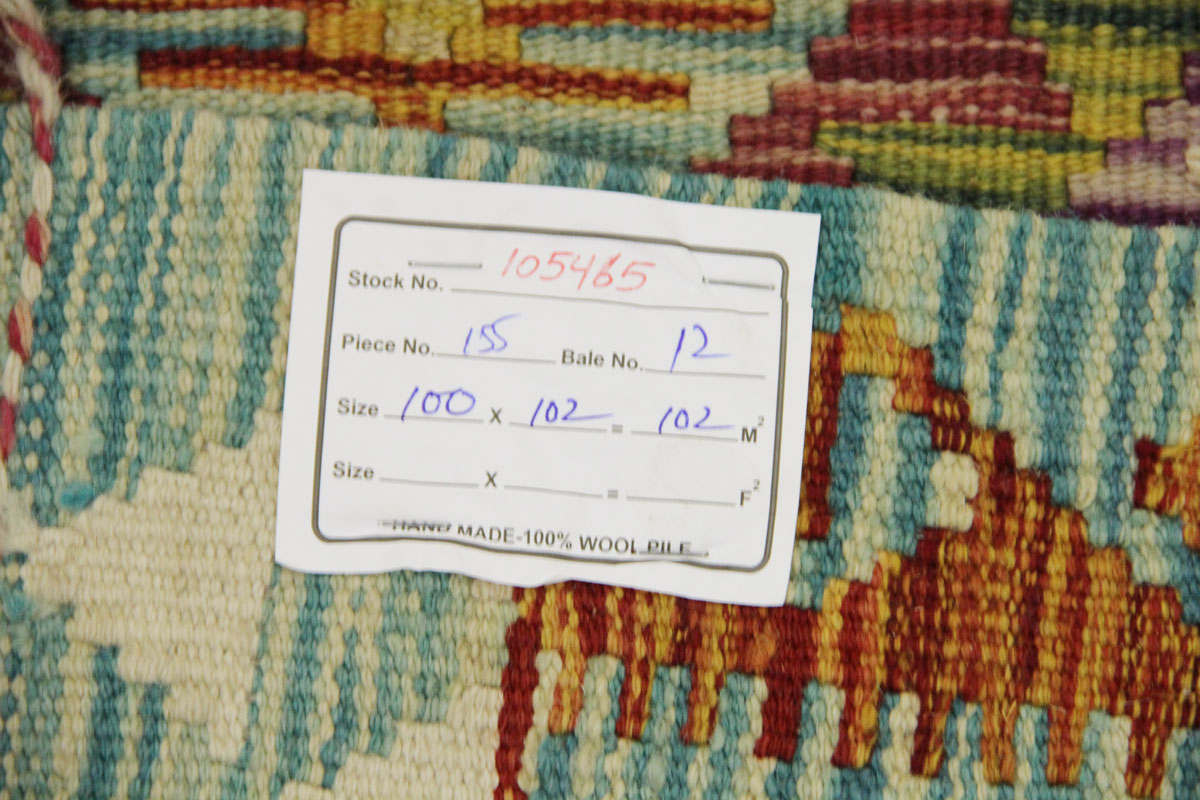 Stock No. 105465
Piece No. 155 Bale No. 12
Size 100 X 102 = 102 M²
Size X = F²
HAND MADE-100% WOOL PILE